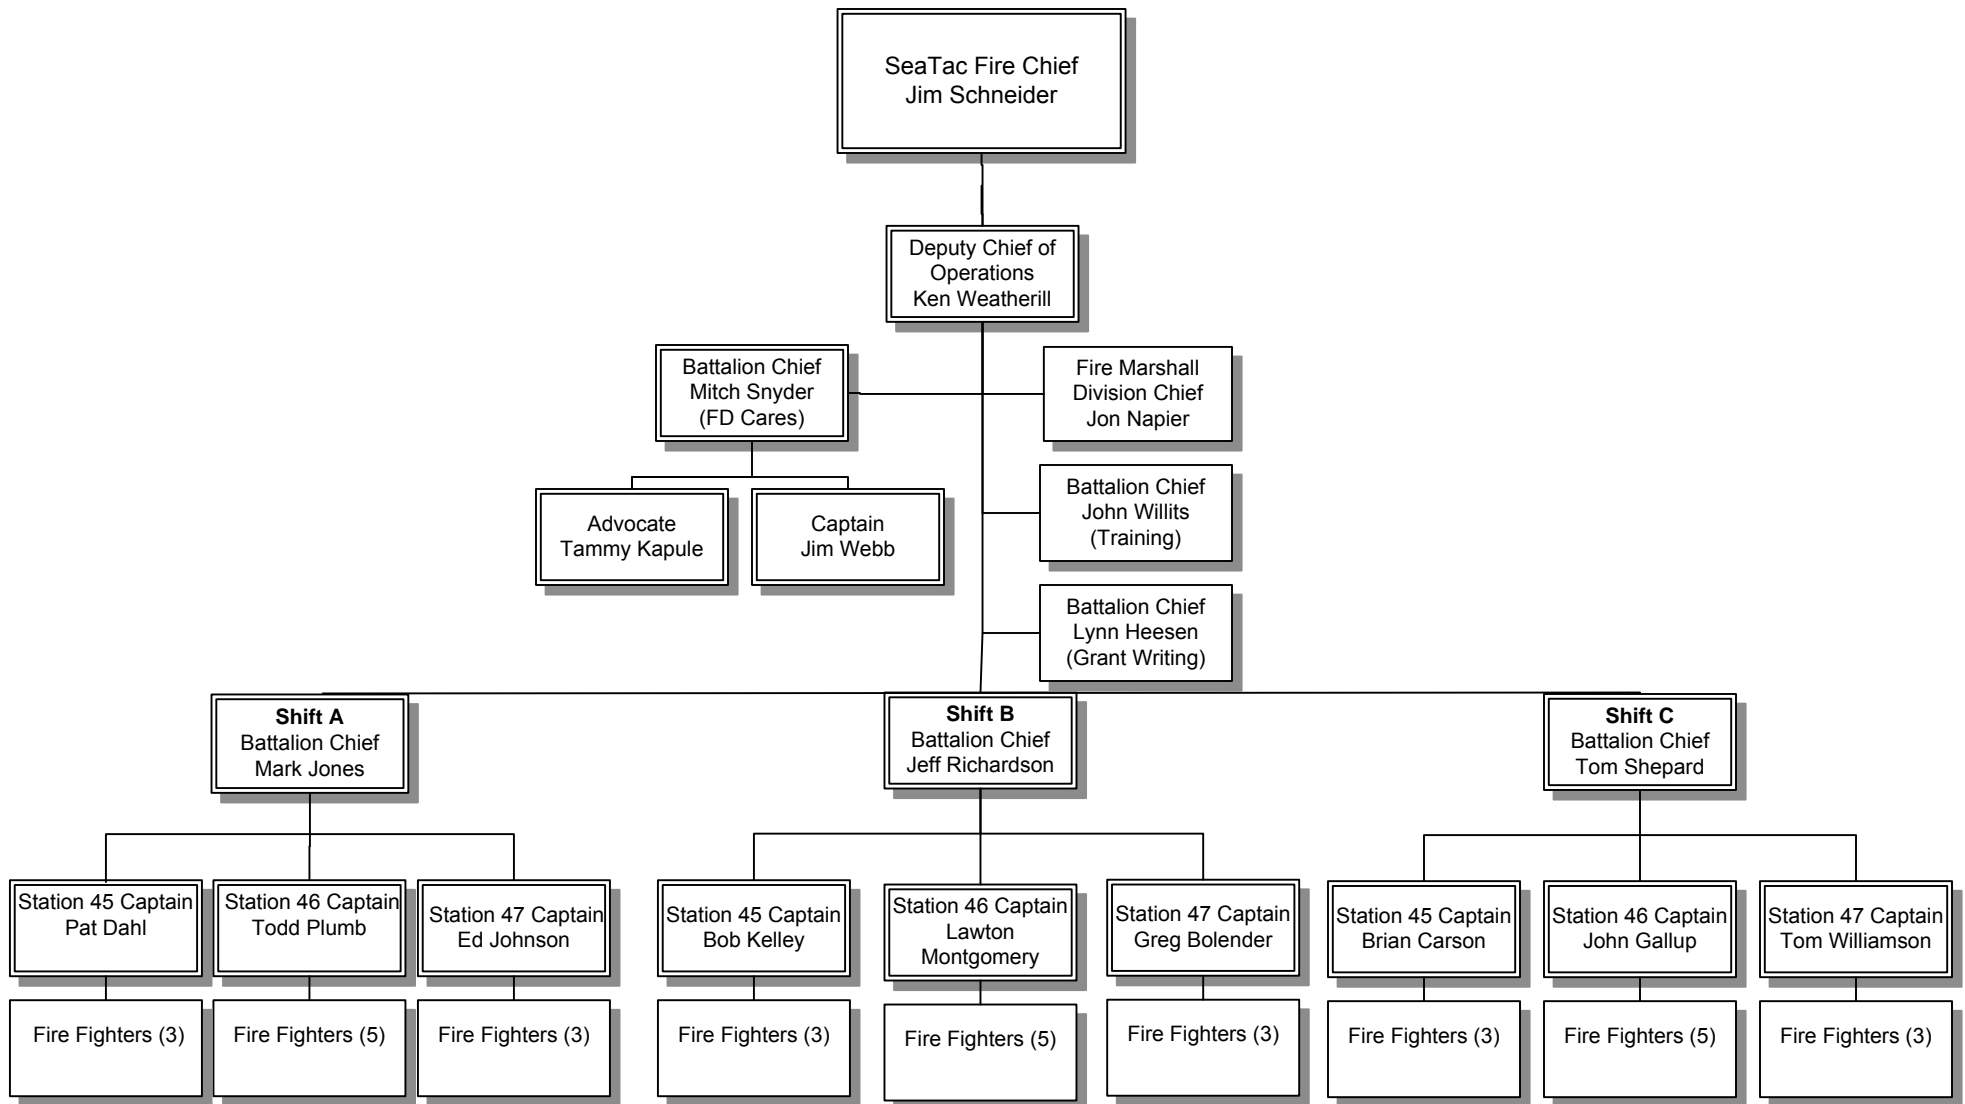 SeaTac Fire Chief
Jim Schneider
Deputy Chief of
Operations
Ken Weatherill
Battalion Chief
Mitch Snyder
(FD Cares)
Fire Marshall
Division Chief
Jon Napier
Advocate
Tammy Kapule
Captain
Jim Webb
Battalion Chief
John Willits
(Training)
Battalion Chief
Lynn Heesen
(Grant Writing)
Shift A
Battalion Chief
Mark Jones
Shift B
Battalion Chief
Jeff Richardson
Shift C
Battalion Chief
Tom Shepard
Station 45 Captain
Pat Dahl
Station 46 Captain
Todd Plumb
Station 47 Captain
Ed Johnson
Station 45 Captain
Bob Kelley
Station 46 Captain
Lawton
Montgomery
Station 47 Captain
Greg Bolender
Station 45 Captain
Brian Carson
Station 46 Captain
John Gallup
Station 47 Captain
Tom Williamson
Fire Fighters (3)
Fire Fighters (5)
Fire Fighters (3)
Fire Fighters (3)
Fire Fighters (5)
Fire Fighters (3)
Fire Fighters (3)
Fire Fighters (5)
Fire Fighters (3)